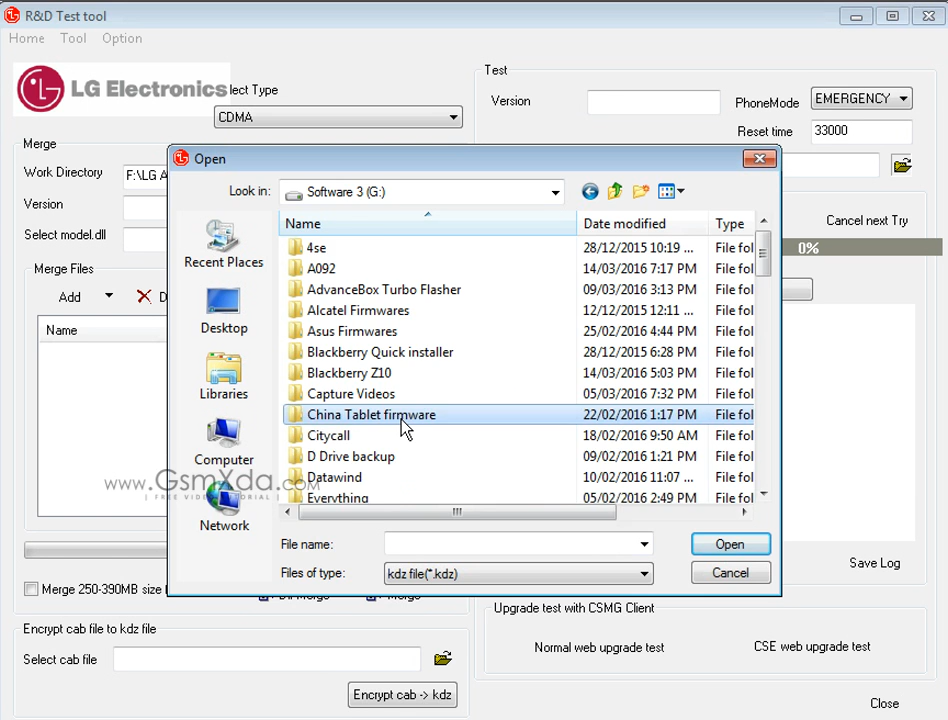 R&D Test tool
Home Tool Option
LG Electronics
lect Type
CDMA
Test
Version
PhoneMode
EMERGENCY
Reset time
33000
Merge
Work Directory
F:\LG A
Version
Select model.dll
Merge Files
Add
D
Name
Cancel next Try
0%
Open
Look in:
Software 3 (G:)
Name Date modified Type
4se 28/12/2015 10:19 ... File fol
A092 14/03/2016 7:17 PM File fol
AdvanceBox Turbo Flasher 09/03/2016 3:13 PM File fol
Alcatel Firmwares 12/12/2015 12:11 ... File fol
Asus Firmwares 25/02/2016 4:44 PM File fol
Blackberry Quick installer 28/12/2015 6:28 PM File fol
Blackberry Z10 14/03/2016 5:03 PM File fol
Capture Videos 05/03/2016 7:32 PM File fol
China Tablet firmware 22/02/2016 1:17 PM File fol
Citycall 18/02/2016 9:50 AM File fol
D Drive backup 09/02/2016 1:21 PM File fol
Datawind 10/02/2016 11:07 ... File fol
Everything 05/02/2016 2:49 PM File fol
Recent Places
Desktop
Libraries
Computer
Network
www.GsmXda.com
| FREE VIDEO TUTORIAL |
File name:
Open
Files of type:
kdz file(*.kdz)
Cancel
Save Log
Merge 250-390MB size
Merge
Encrypt cab file to kdz file
Select cab file
Encrypt cab -> kdz
Upgrade test with CSMG Client
Normal web upgrade test
CSE web upgrade test
Close